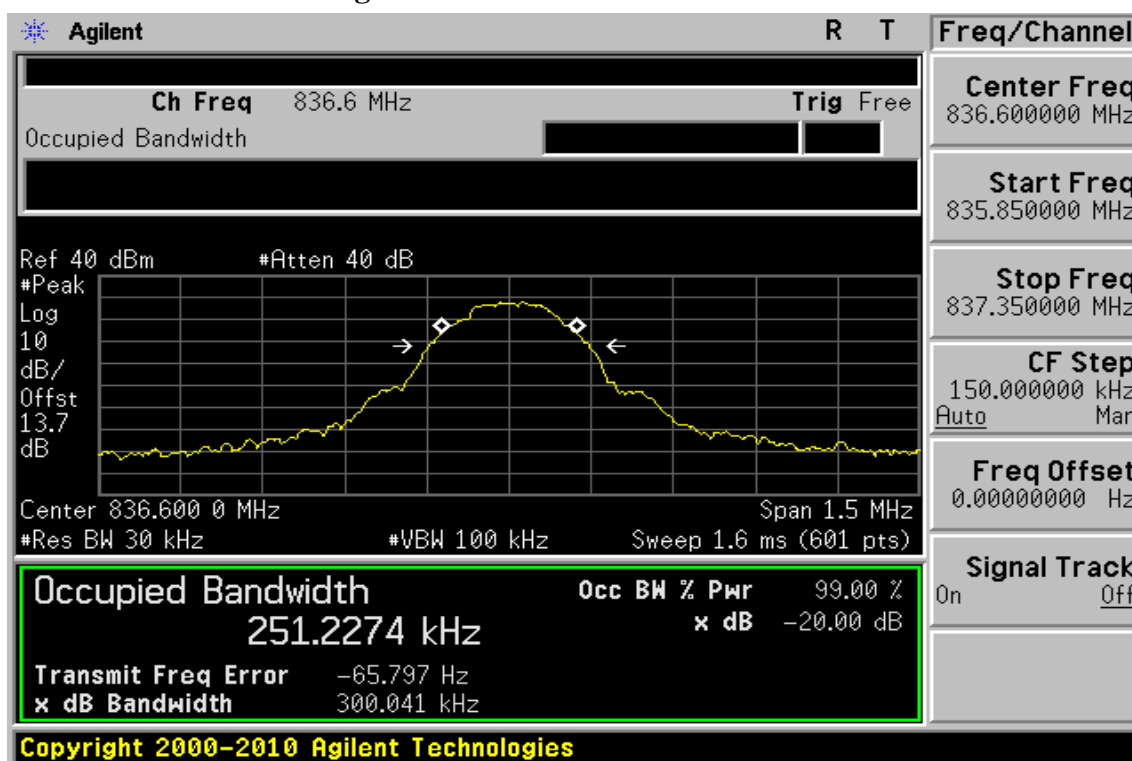 Agilent R T Freq/Channel
Ch Freq 836.6 MHz Trig Free
Occupied Bandwidth
Center Freq
836.600000 MHz
Start Freq
835.850000 MHz
Stop Freq
837.350000 MHz
CF Step
150.000000 kHz
Auto Man
Freq Offset
0.00000000 Hz
Signal Track
On Off
Ref 40 dBm #Atten 40 dB
#Peak
Log
10
dB/
Offst
13.7
dB
Center 836.600 0 MHz Span 1.5 MHz
#Res BW 30 kHz #VBW 100 kHz Sweep 1.6 ms (601 pts)
Occupied Bandwidth Occ BW % Pwr 99.00 %
251.2274 kHz x dB -20.00 dB
Transmit Freq Error -65.797 Hz
x dB Bandwidth 300.041 kHz
Copyright 2000-2010 Agilent Technologies